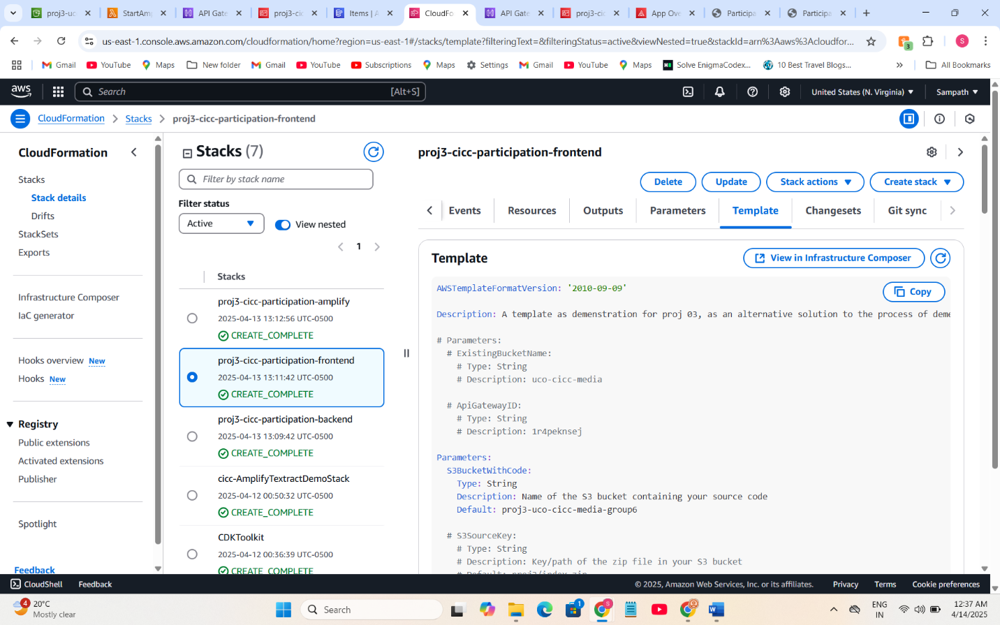 proj3-uc
StartAmp
API Gate
proj3-cic
Items | A
CloudFo
API Gate
proj3-cic
App Ove
Participa
Participa
us-east-1.console.aws.amazon.com/cloudformation/home?region=us-east-1#/stacks/template?filteringText=&filteringStatus=active&viewNested=true&stackId=arn%3Aaws%3Acloudfor...
3
S
Gmail
YouTube
Maps
New folder
Gmail
YouTube
Subscriptions
Maps
Settings
Gmail
YouTube
Maps
Solve EnigmaCodex...
10 Best Travel Blogs...
»
All Bookmarks
aws
Search
[Alt+S]
United States (N. Virginia)
Sampath
CloudFormation
Stacks
proj3-cicc-participation-frontend
CloudFormation
Stacks
Stack details
Drifts
StackSets
Exports
Infrastructure Composer
IaC generator
Hooks overview New
Hooks New
Registry
Public extensions
Activated extensions
Publisher
Spotlight
Feedback
Stacks (7)
Filter by stack name
Filter status
Active
View nested
1
Stacks
proj3-cicc-participation-amplify
2025-04-13 13:12:56 UTC-0500
CREATE_COMPLETE
proj3-cicc-participation-frontend
2025-04-13 13:11:42 UTC-0500
CREATE_COMPLETE
proj3-cicc-participation-backend
2025-04-13 13:09:42 UTC-0500
CREATE_COMPLETE
cicc-AmplifyTextractDemoStack
2025-04-12 00:50:32 UTC-0500
CREATE_COMPLETE
CDKToolkit
2025-04-12 00:36:39 UTC-0500
CREATE_COMPLETE
proj3-cicc-participation-frontend
Delete
Update
Stack actions
Create stack
Events
Resources
Outputs
Parameters
Template
Changesets
Git sync
Template
View in Infrastructure Composer
Copy
AWSTemplateFormatVersion: '2010-09-09'
Description: A template as demenstration for proj 03, as an alternative solution to the process of deme
# Parameters:
# ExistingBucketName:
# Type: String
# Description: uco-cicc-media
# ApiGatewayID:
# Type: String
# Description: 1r4peknsej
Parameters:
S3BucketWithCode:
Type: String
Description: Name of the S3 bucket containing your source code
Default: proj3-uco-cicc-media-group6
# S3SourceKey:
# Type: String
# Description: Key/path of the zip file in your S3 bucket
# Default: proj3/index.zip
CloudShell
Feedback
© 2025, Amazon Web Services, Inc. or its affiliates.
Privacy
Terms
Cookie preferences
4
20°C
Mostly clear
Search
1
S
ENG
IN
12:37 AM
4/14/2025